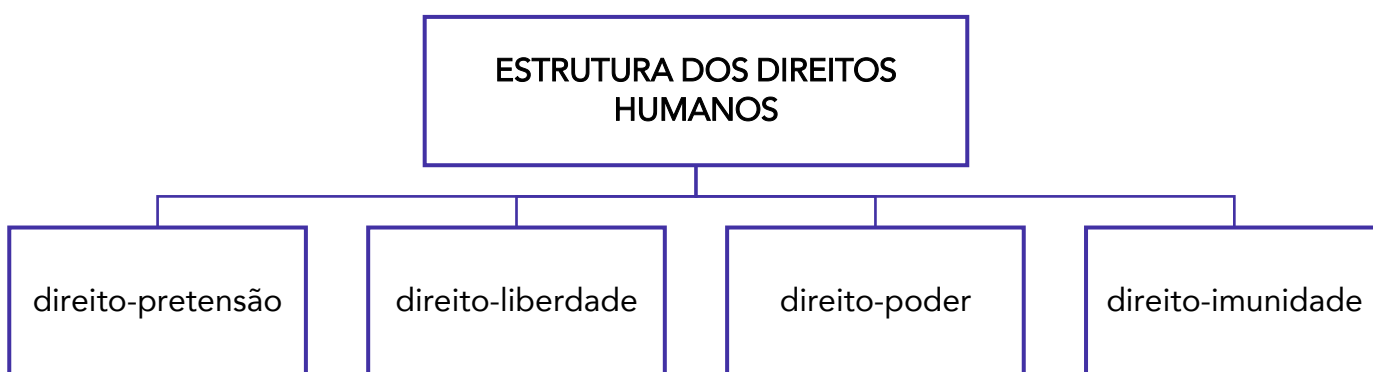 ESTRUTURA DOS DIREITOS
HUMANOS
direito-pretensão
direito-liberdade
direito-poder
direito-imunidade